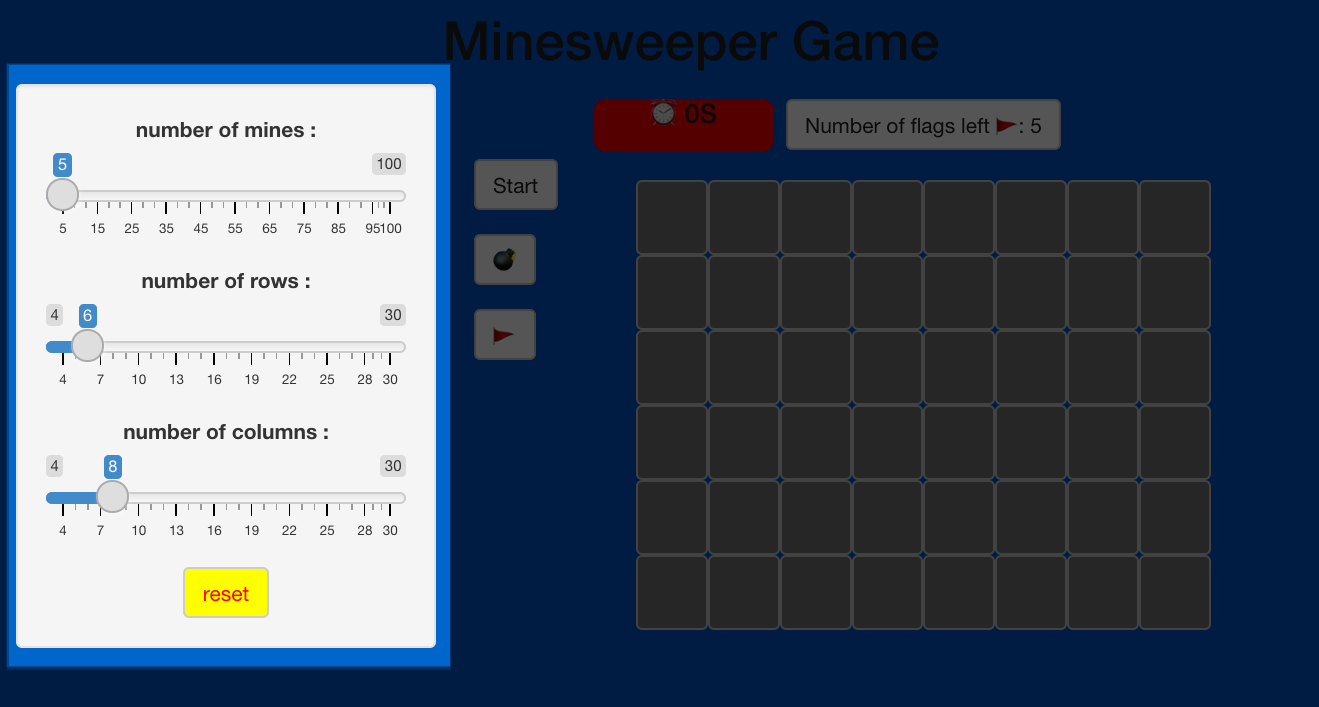 Minesweeper Game
number of mines :
5 100
5 15 25 35 45 55 65 75 85 95 100
number of rows :
4 6 30
4 7 10 13 16 19 22 25 28 30
number of columns :
4 8 30
4 7 10 13 16 19 22 25 28 30
reset
⏰ 0S
Number of flags left 🚩: 5
Start